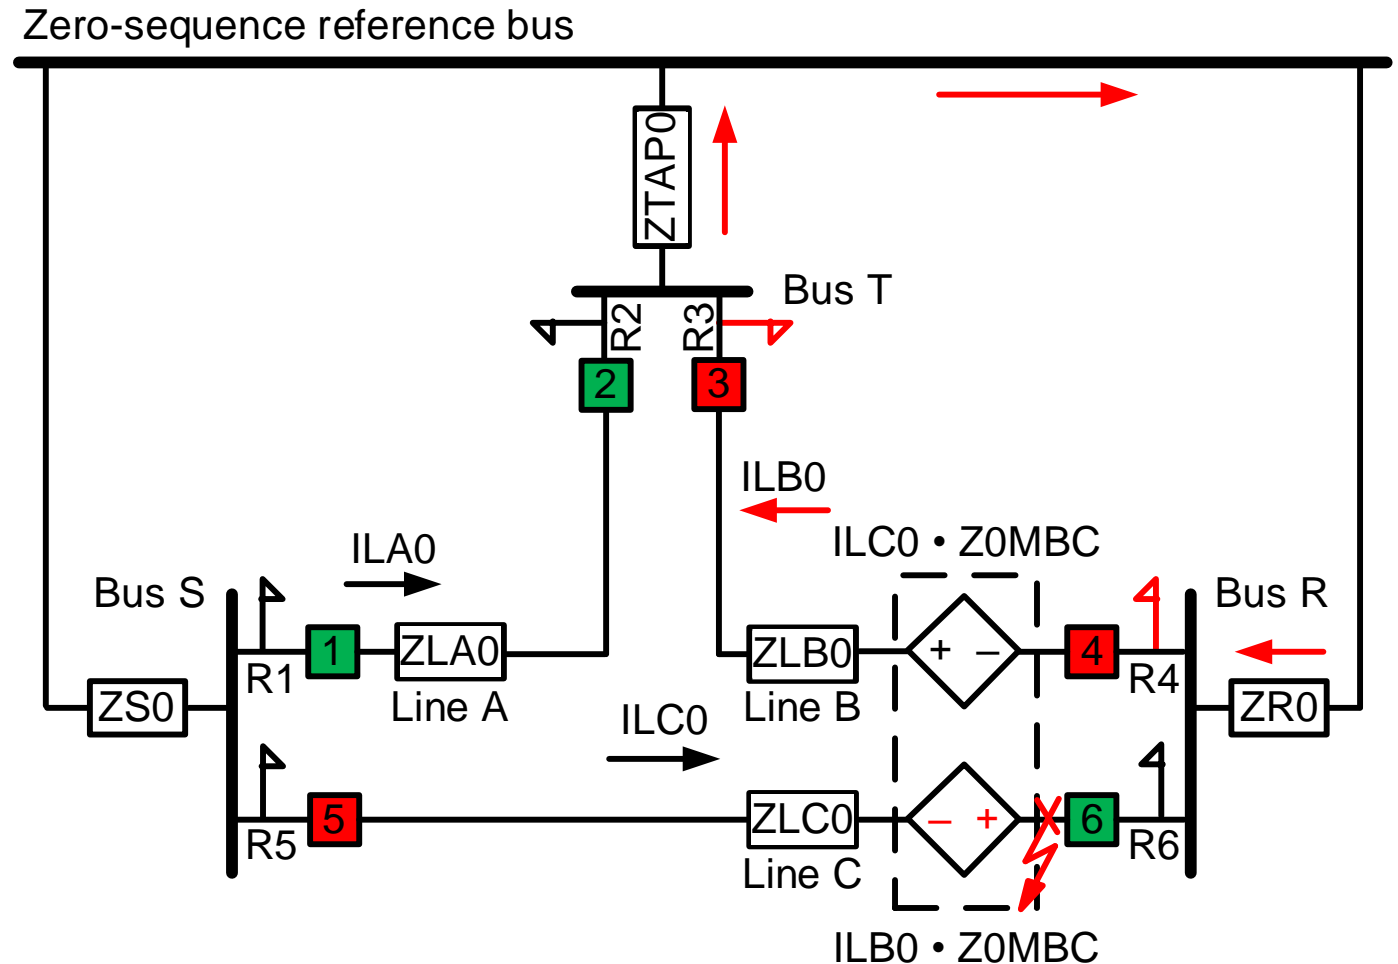 Zero-sequence reference bus
ZTAP0
Bus T
R2
R3
2
3
ILB0
ILA0
ILC0 • Z0MBC
Bus S
Bus R
1
ZLA0
ZLB0
+ –
4
R1
R4
Line A
Line B
ZS0
ZR0
ILC0
5
ZLC0
– +
6
R5
R6
Line C
ILB0 • Z0MBC